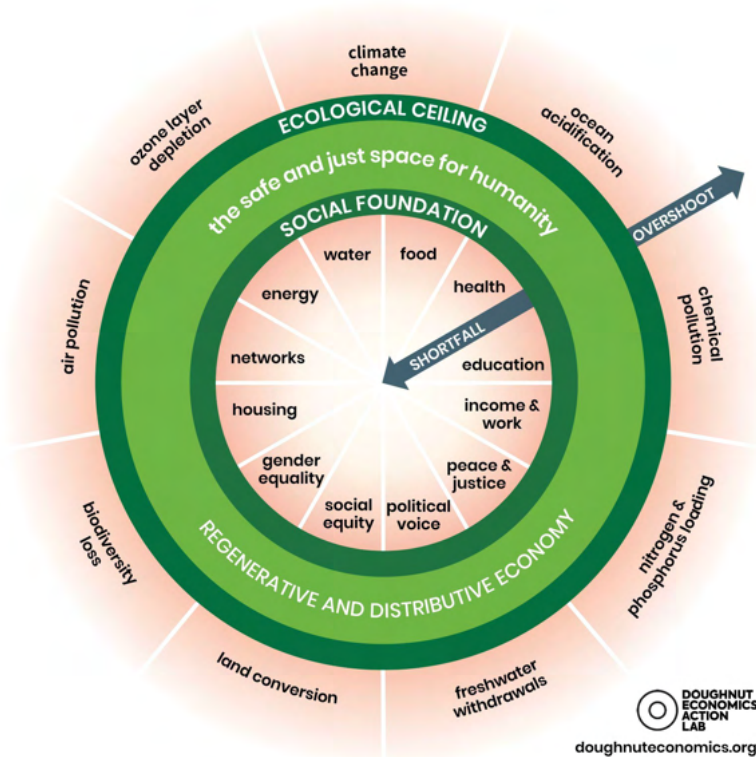 climate
change
ozone layer
depletion
ocean
acidification
ECOLOGICAL CEILING
the safe and just space for humanity
OVERSHOOT
SOCIAL FOUNDATION
water
food
energy
health
SHORTFALL
air pollution
chemical
pollution
networks
education
housing
income &
work
gender
equality
peace &
justice
social
equity
political
voice
REGENERATIVE AND DISTRIBUTIVE ECONOMY
biodiversity
loss
nitrogen &
phosphorus loading
land conversion
freshwater
withdrawals
DOUGHNUT
ECONOMICS
ACTION
LAB
doughnuteconomics.org